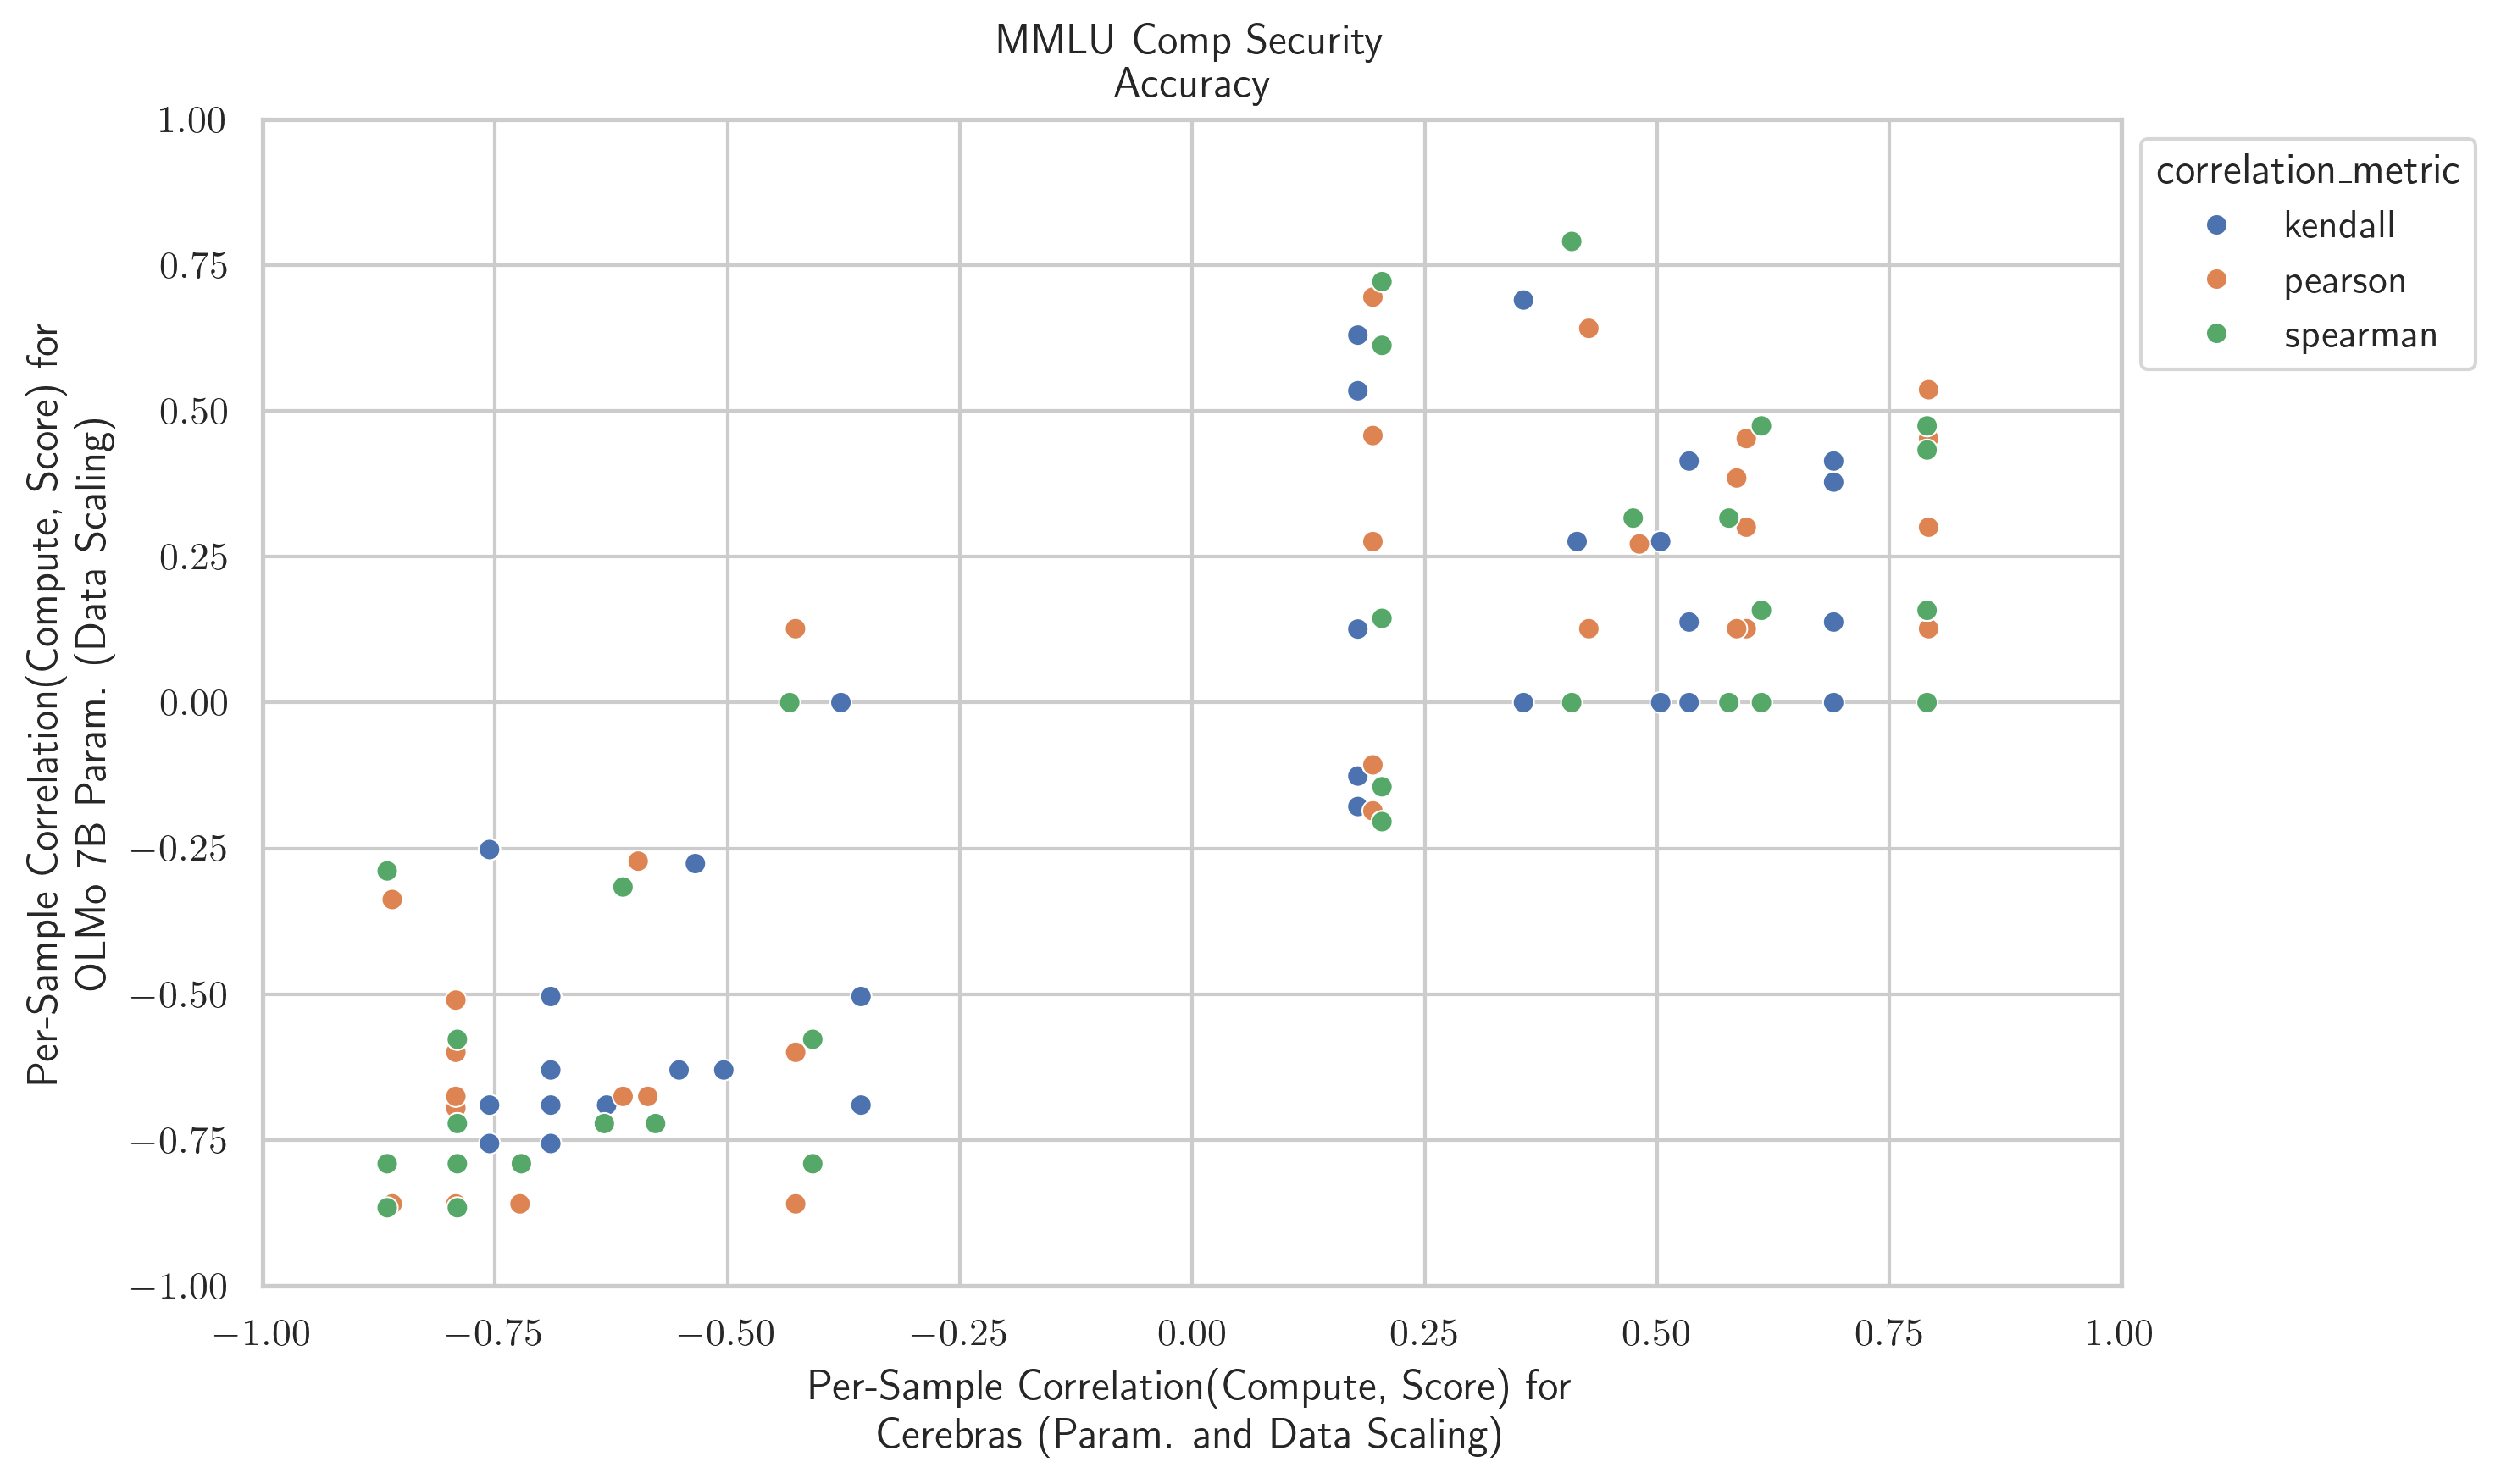 MMLU Comp Security
Accuracy
1.00
0.75
0.50
0.25
0.00
−0.25
−0.50
−0.75
−1.00
Per-Sample Correlation(Compute, Score) for
OLMo 7B Param. (Data Scaling)
correlation_metric
kendall
pearson
spearman
−1.00 −0.75 −0.50 −0.25 0.00 0.25 0.50 0.75 1.00
Per-Sample Correlation(Compute, Score) for
Cerebras (Param. and Data Scaling)